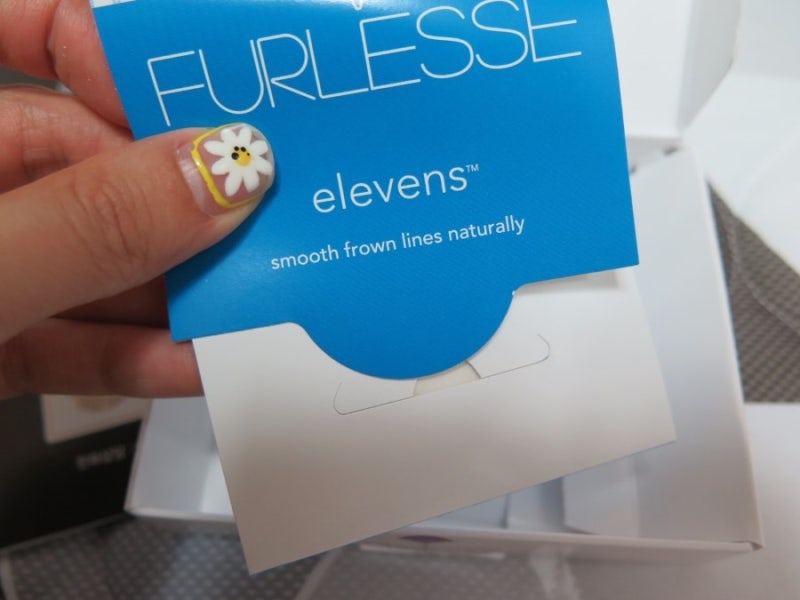 FURLESSE
elevens™
smooth frown lines naturally